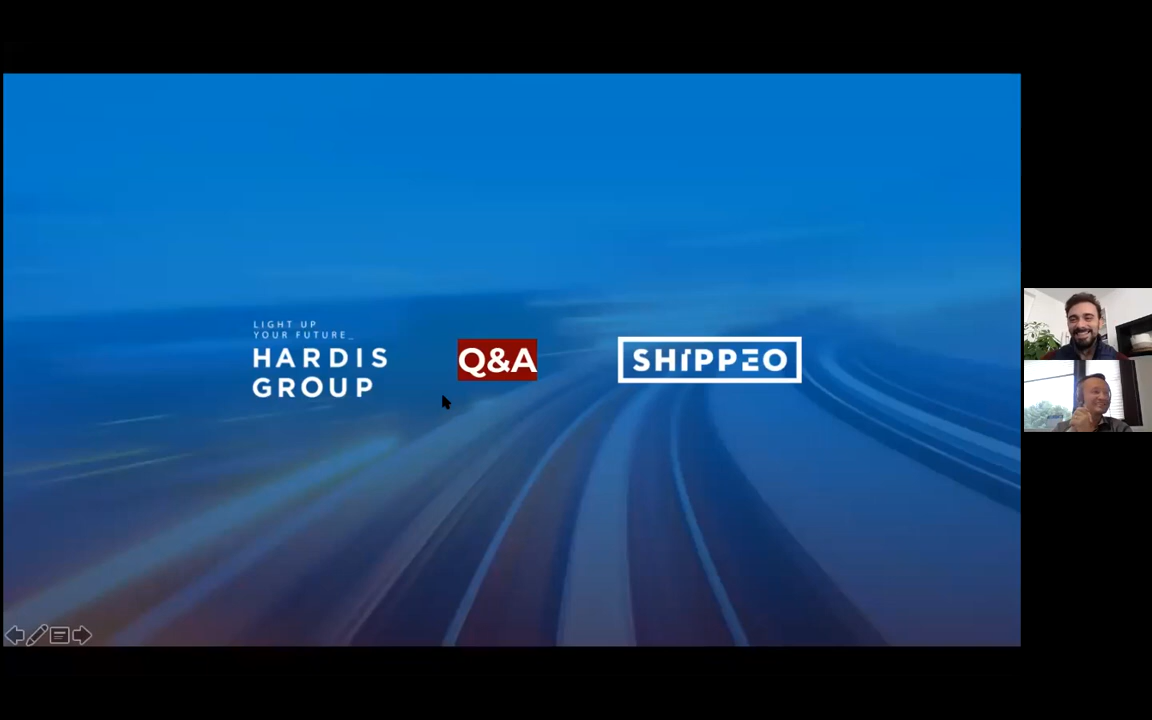 LIGHT UP
YOUR FUTURE_
HARDIS
GROUP
Q&A
SHIPPEO